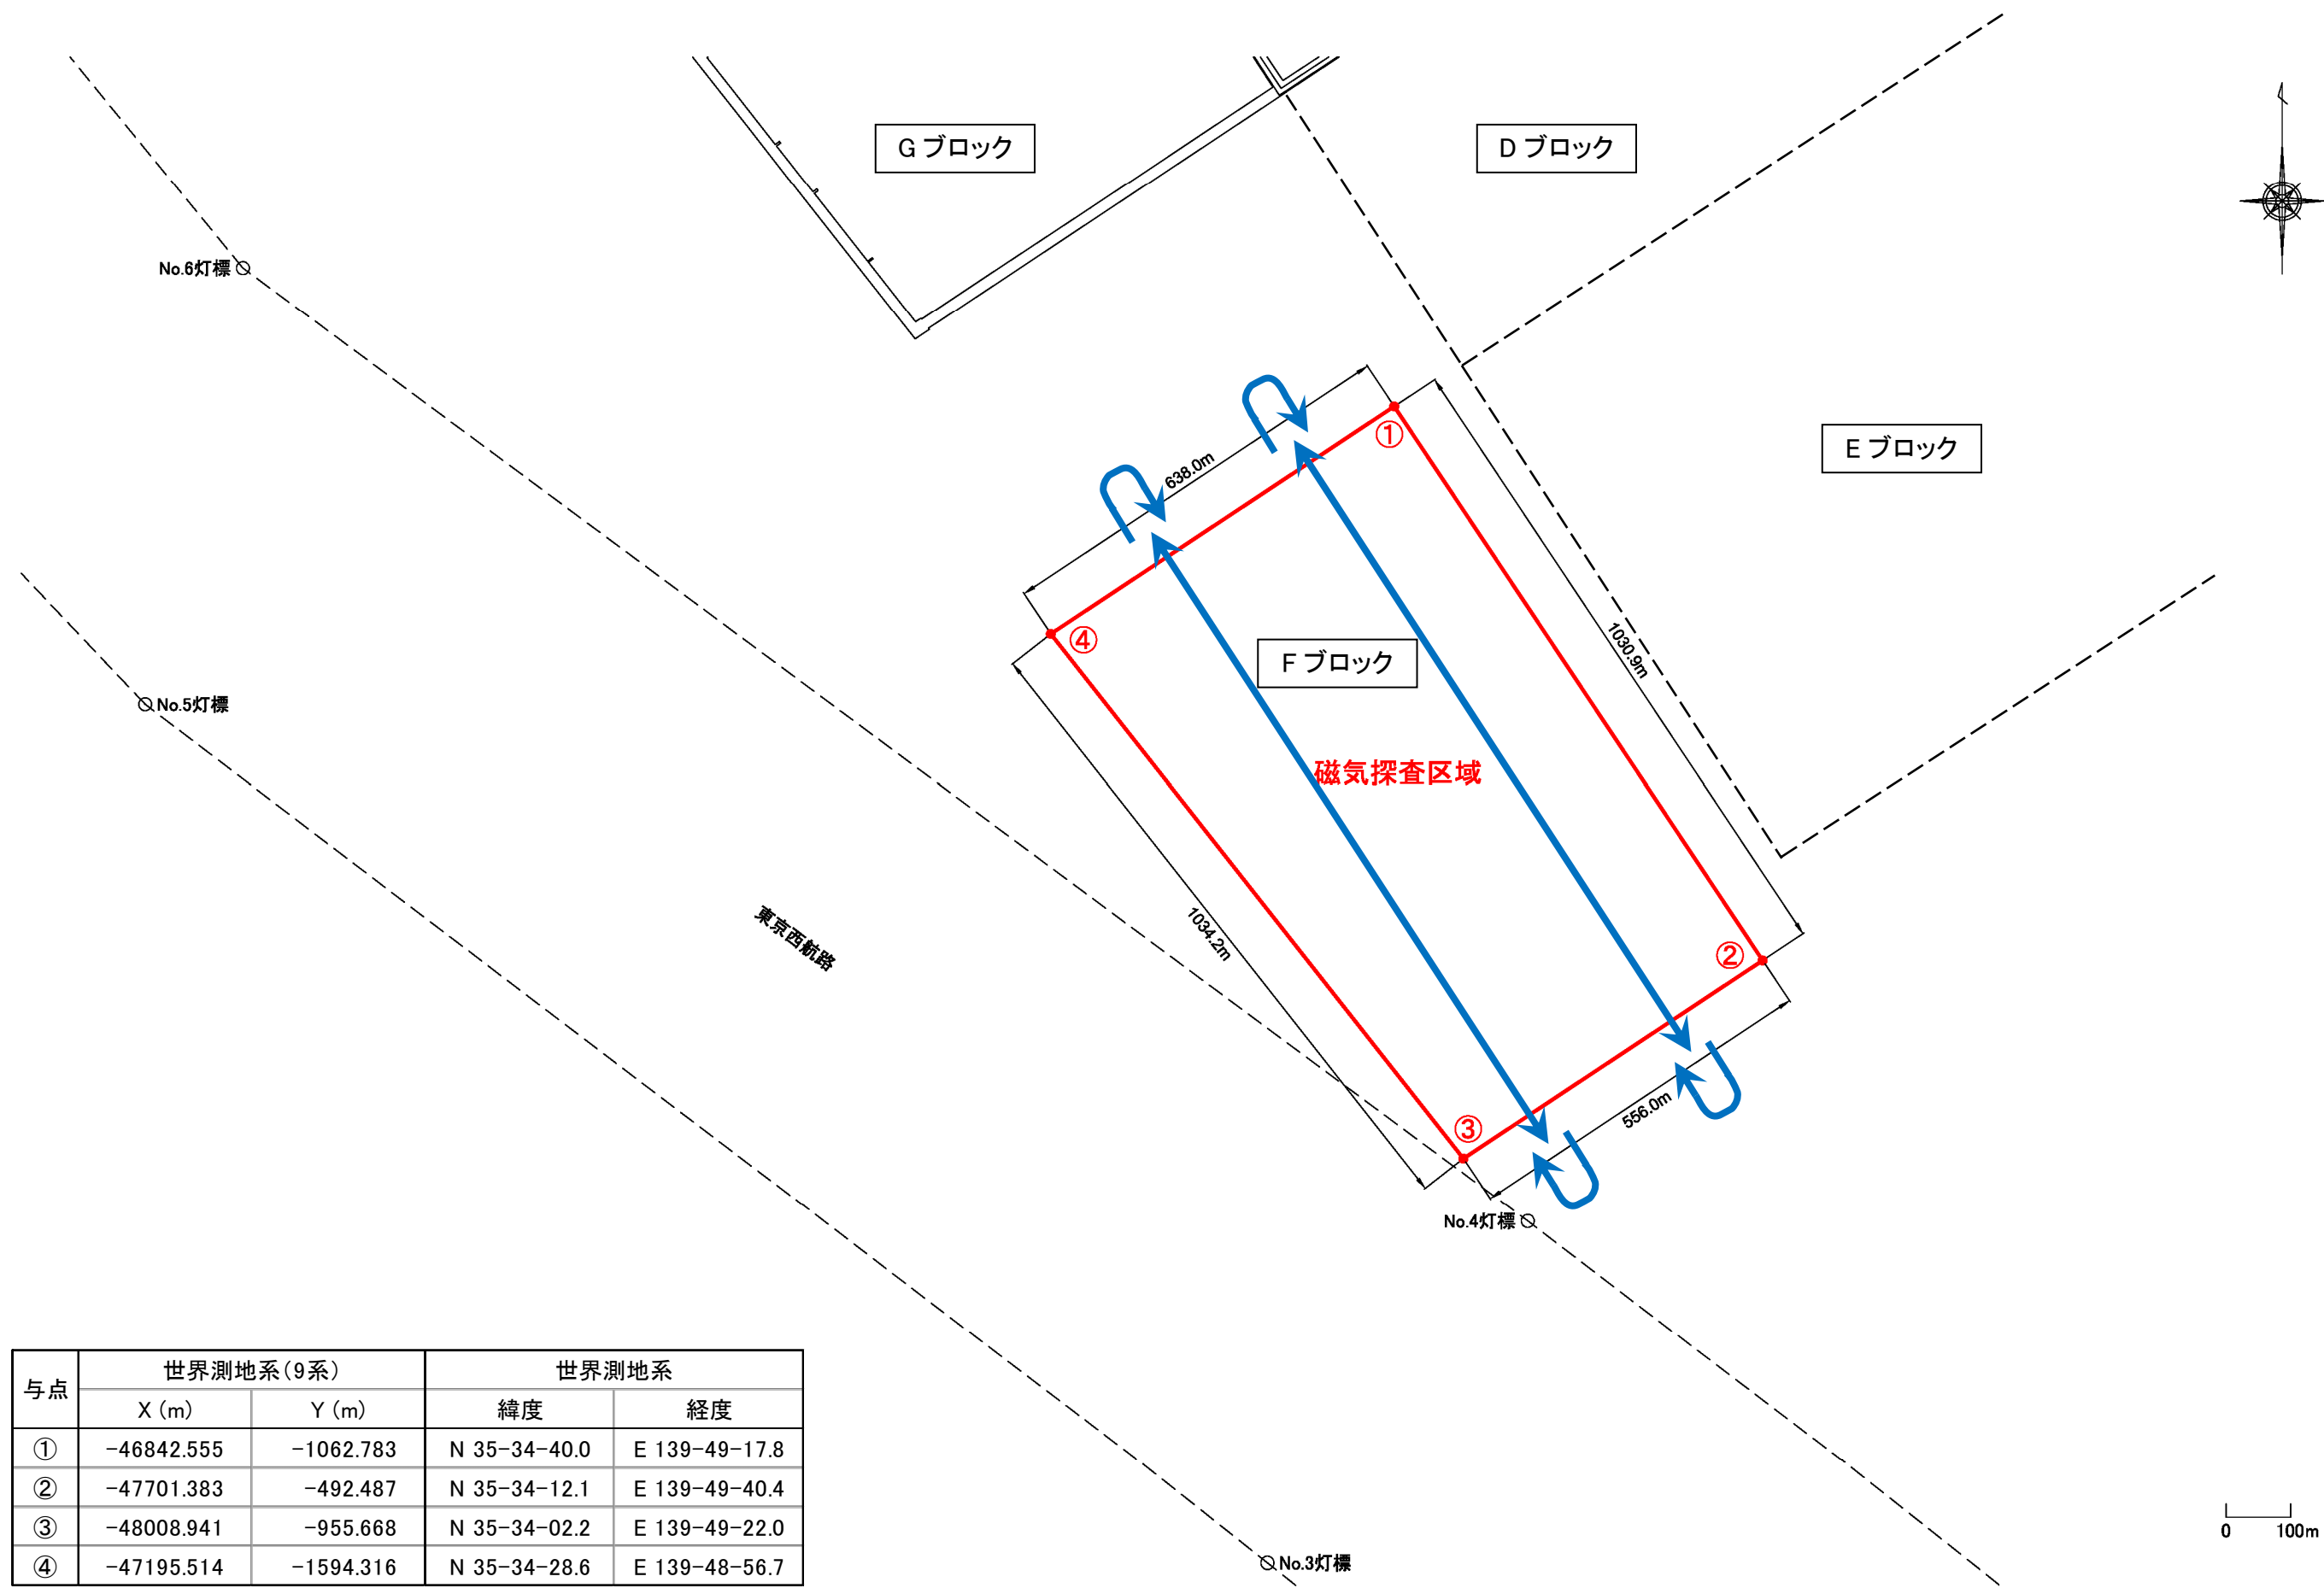 G ブロック
D ブロック
No.6灯標
①
E ブロック
638.0m
④
1030.9m
F ブロック
No.5灯標
磁気探査区域
東京西航路
1034.2m
②
③
556.0m
No.4灯標
No.3灯標
0 100m
与点 世界測地系(9系) 世界測地系
X (m) Y (m) 緯度 経度
① -46842.555 -1062.783 N 35-34-40.0 E 139-49-17.8
② -47701.383 -492.487 N 35-34-12.1 E 139-49-40.4
③ -48008.941 -955.668 N 35-34-02.2 E 139-49-22.0
④ -47195.514 -1594.316 N 35-34-28.6 E 139-48-56.7